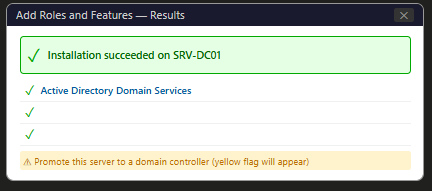 Add Roles and Features — Results
✓ Installation succeeded on SRV-DC01
✓ Active Directory Domain Services
✓
✓
⚠ Promote this server to a domain controller (yellow flag will appear)